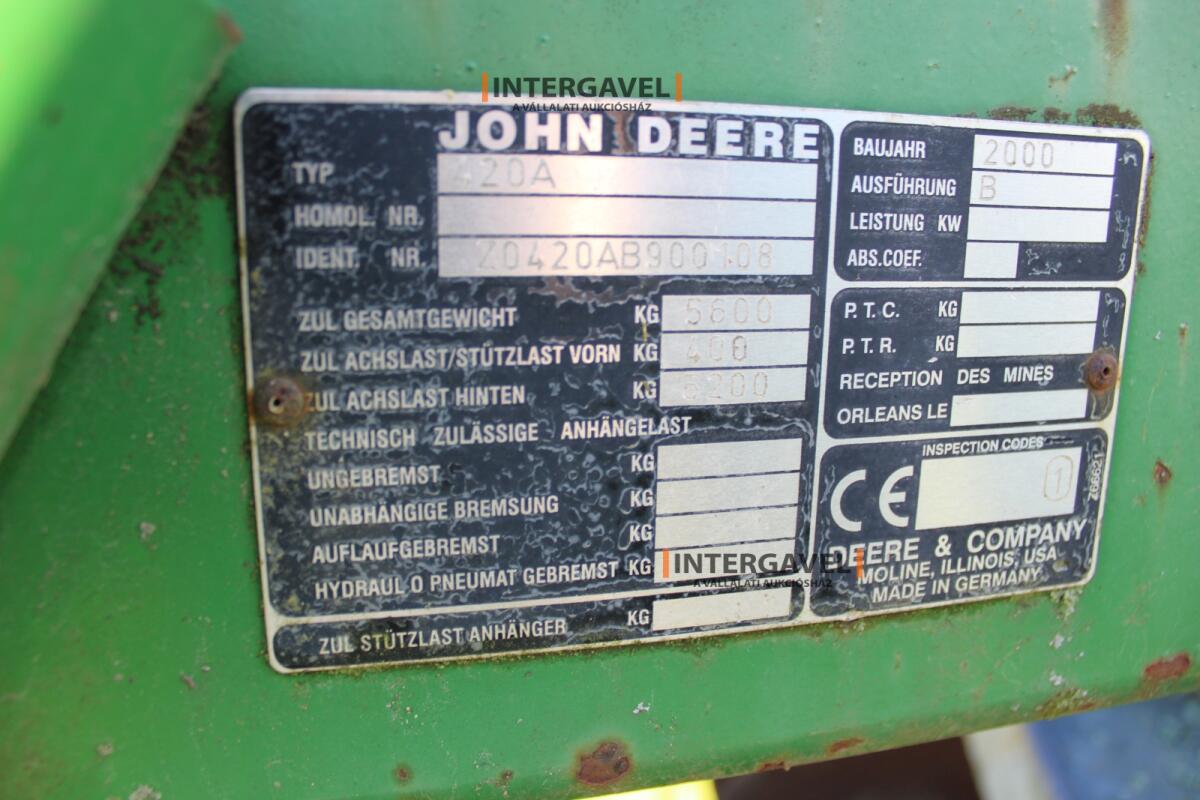 INTERGAVEL
A VÁLLALATI AUKCIÓSHÁZ
JOHN DEERE
TYP 420A
HOMOL. NR.
IDENT. NR. Z0420AB900108
ZUL GESAMTGEWICHT KG 5600
ZUL ACHSLAST/STÜTZLAST VORN KG 400
ZUL ACHSLAST HINTEN KG 5200
TECHNISCH ZULÄSSIGE ANHÄNGELAST
UNGEBREMST KG
UNABHÄNGIGE BREMSUNG KG
AUFLAUFGEBREMST KG
HYDRAUL O PNEUMAT GEBREMST KG
ZUL STÜTZLAST ANHÄNGER KG
BAUJAHR 2000
AUSFÜHRUNG B
LEISTUNG KW
ABS.COEF.
P.T.C. KG
P.T.R. KG
RECEPTION DES MINES
ORLEANS LE
INSPECTION CODES
CE 1
Z66621
DEERE & COMPANY
MOLINE, ILLINOIS, USA
MADE IN GERMANY
INTERGAVEL
A VÁLLALATI AUKCIÓSHÁZ